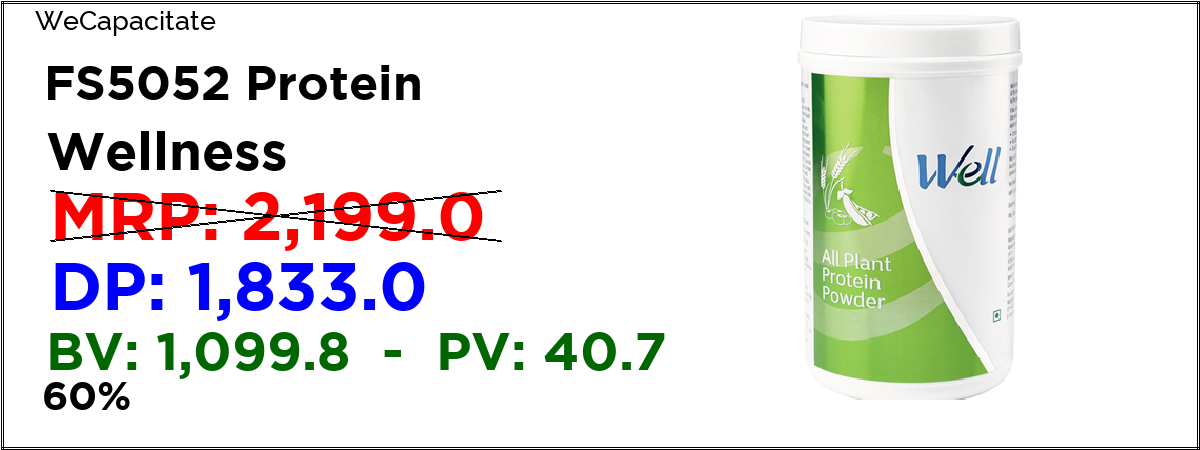 WeCapacitate
FS5052 Protein
Wellness
MRP: 2,199.0
DP: 1,833.0
BV: 1,099.8 - PV: 40.7
60%
Well
All Plant
Protein
Powder